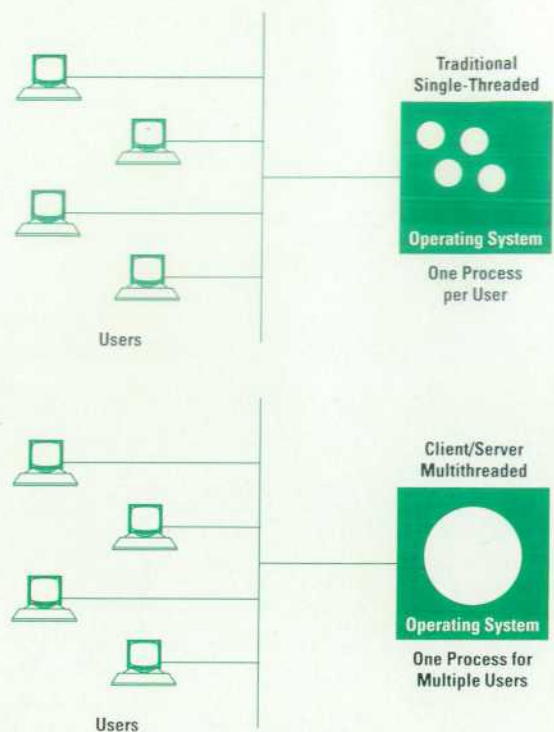 Traditional
Single-Threaded
Operating System
One Process
per User
Users
Client/Server
Multithreaded
Operating System
One Process for
Multiple Users
Users